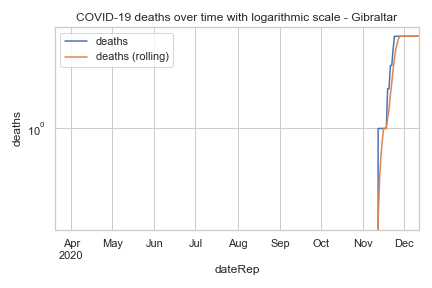 COVID-19 deaths over time with logarithmic scale - Gibraltar
deaths
deaths (rolling)
deaths
10⁰
Apr May Jun Jul Aug Sep Oct Nov Dec
2020
dateRep